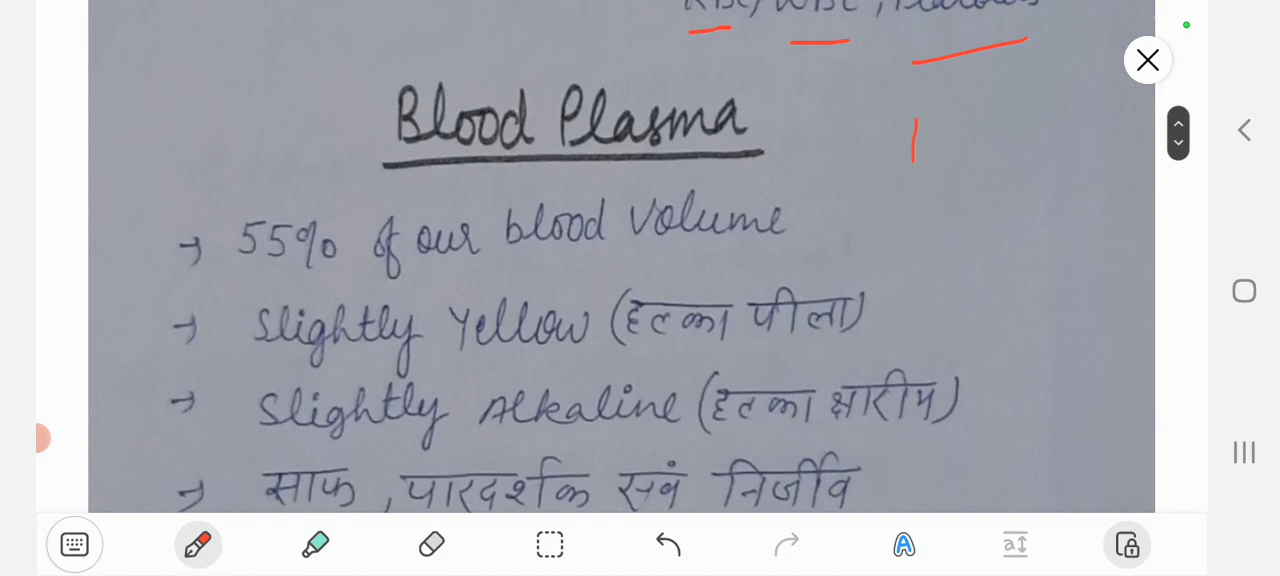 Blood Plasma
→ 55% of our blood volume
→ Slightly Yellow (हल्का पीला)
→ Slightly Alkaline (हल्का क्षारीय)
→ साफ, पारदर्शक एवं निर्जीव